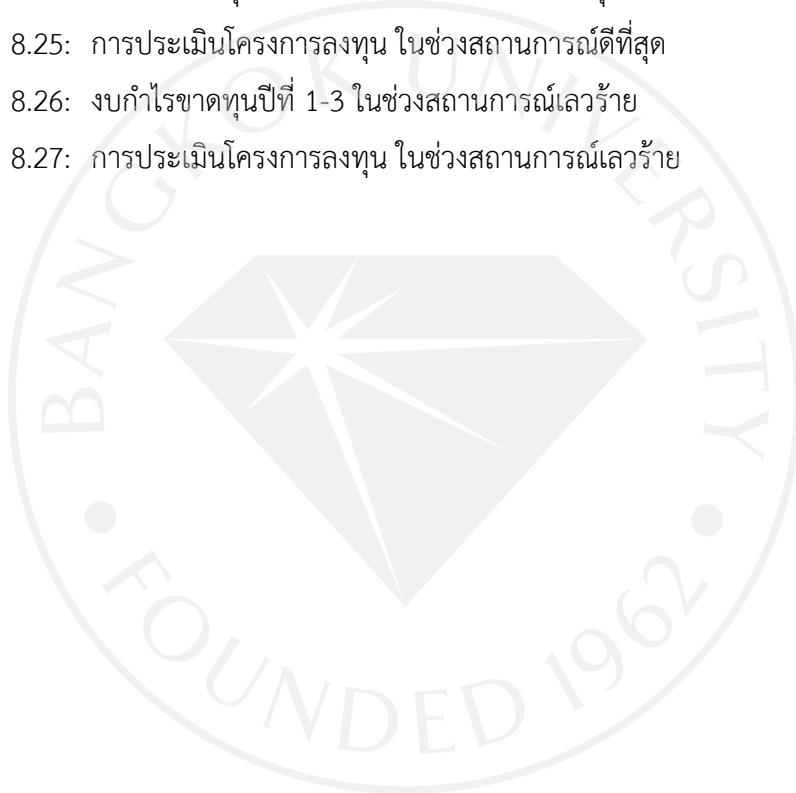 8.25: การประเมินโครงการลงทุน ในช่วงสถานการณ์ดีที่สุด
8.26: งบกำไรขาดทุนปีที่ 1-3 ในช่วงสถานการณ์เลวร้าย
8.27: การประเมินโครงการลงทุน ในช่วงสถานการณ์เลวร้าย
BANGKOK UNIVERSITY
FOUNDED 1962